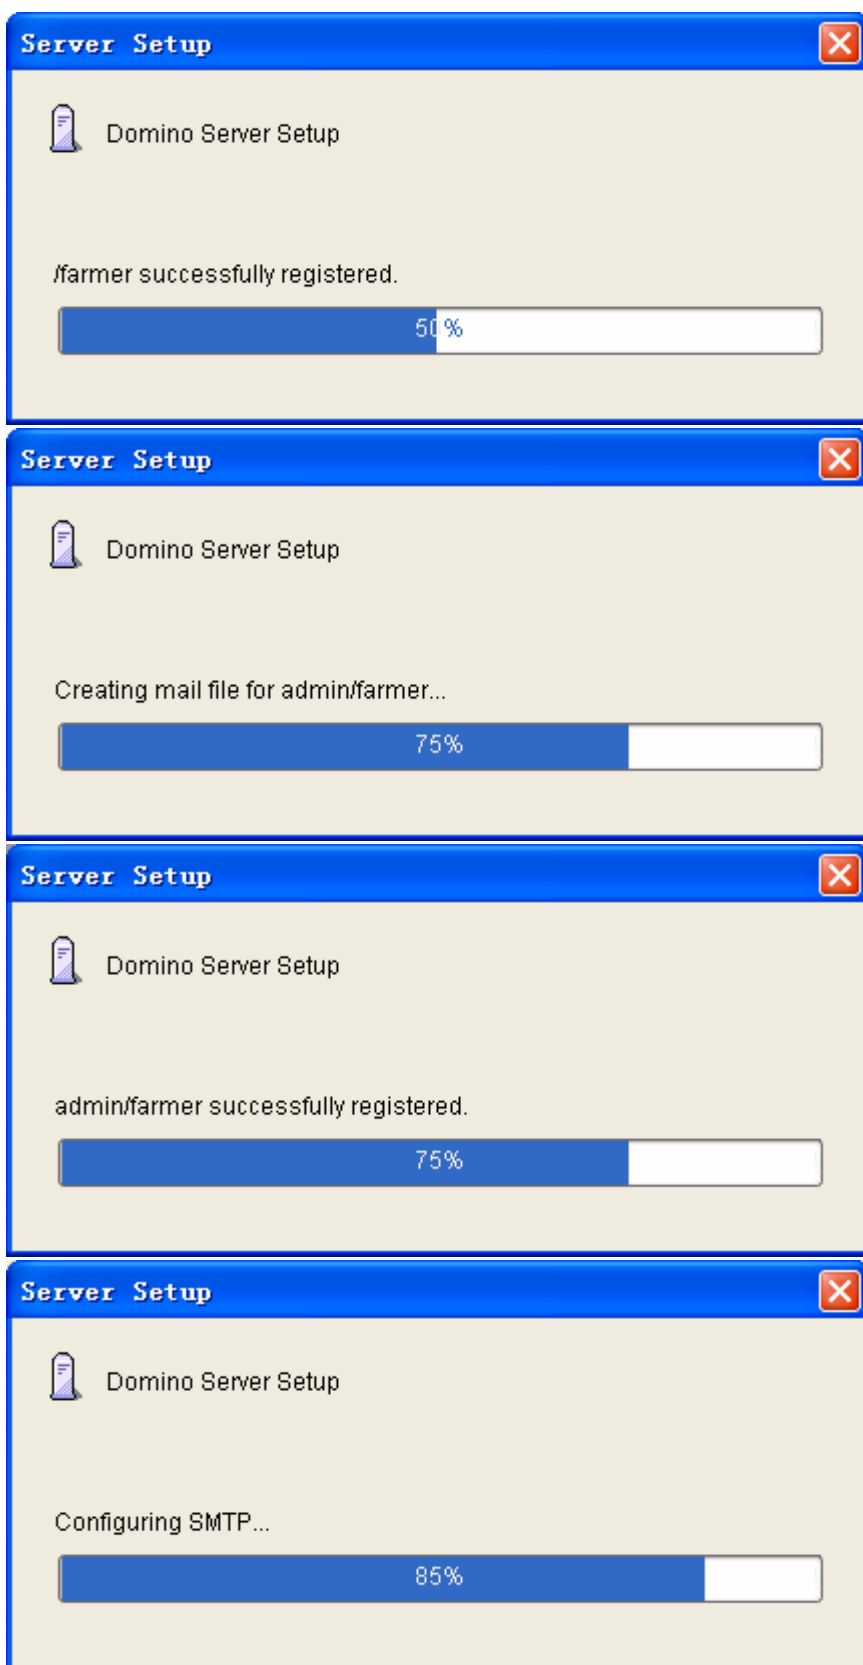 Server Setup
Domino Server Setup
/farmer successfully registered.
50%
Server Setup
Domino Server Setup
Creating mail file for admin/farmer...
75%
Server Setup
Domino Server Setup
admin/farmer successfully registered.
75%
Server Setup
Domino Server Setup
Configuring SMTP...
85%